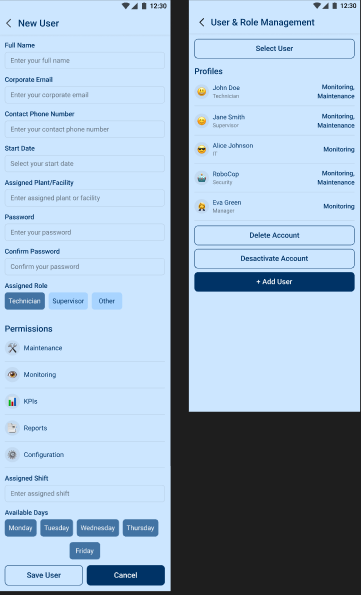 12:30
New User
Full Name
Enter your full name
Corporate Email
Enter your corporate email
Contact Phone Number
Enter your contact phone number
Start Date
Select your start date
Assigned Plant/Facility
Enter assigned plant or facility
Password
Enter your password
Confirm Password
Confirm your password
Assigned Role
Technician Supervisor Other
Permissions
Maintenance
Monitoring
KPIs
Reports
Configuration
Assigned Shift
Enter assigned shift
Available Days
Monday Tuesday Wednesday Thursday
Friday
Save User Cancel
12:30
User & Role Management
Select User
Profiles
John Doe
Technician
Monitoring,
Maintenance
Jane Smith
Supervisor
Monitoring,
Maintenance
Alice Johnson
IT
Monitoring
RoboCop
Security
Monitoring,
Maintenance
Eva Green
Manager
Monitoring
Delete Account
Desactivate Account
+ Add User